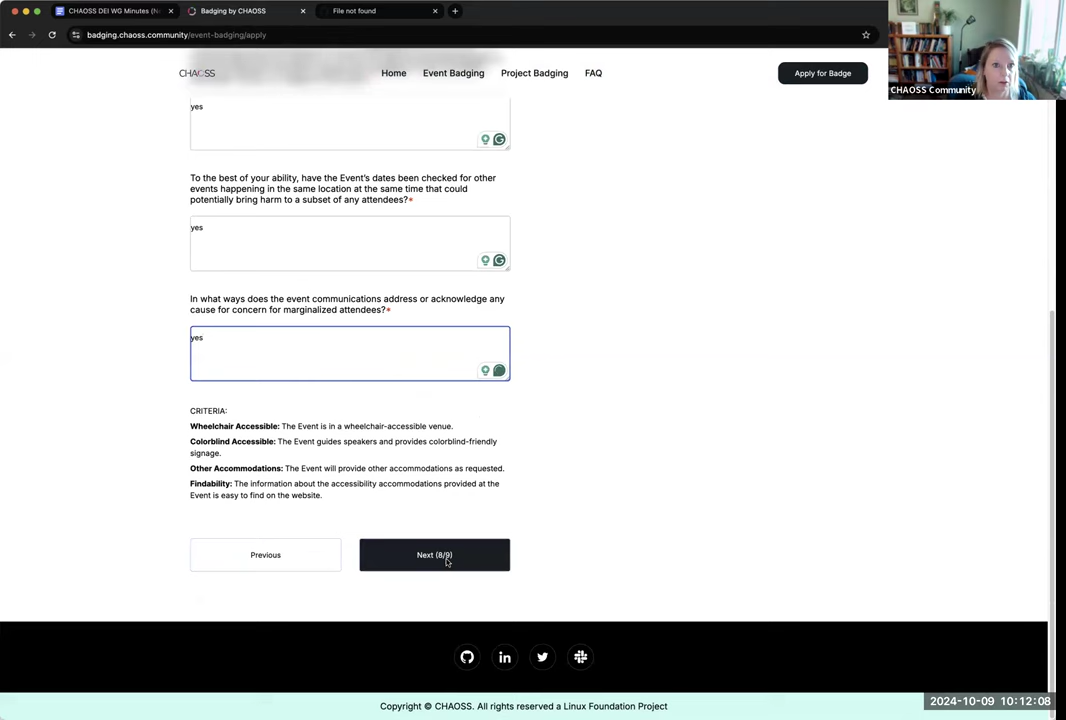 CHAOSS DEI WG Minutes (N
Badging by CHAOSS
File not found
badging.chaoss.community/event-badging/apply
CHAOSS
Home
Event Badging
Project Badging
FAQ
Apply for Badge
CHAOSS Community
yes
To the best of your ability, have the Event's dates been checked for other
events happening in the same location at the same time that could
potentially bring harm to a subset of any attendees?*
yes
In what ways does the event communications address or acknowledge any
cause for concern for marginalized attendees?*
yes
CRITERIA:
Wheelchair Accessible: The Event is in a wheelchair-accessible venue.
Colorblind Accessible: The Event guides speakers and provides colorblind-friendly
signage.
Other Accommodations: The Event will provide other accommodations as requested.
Findability: The information about the accessibility accommodations provided at the
Event is easy to find on the website.
Previous
Next (8/9)
Copyright © CHAOSS. All rights reserved a Linux Foundation Project
2024-10-09 10:12:08